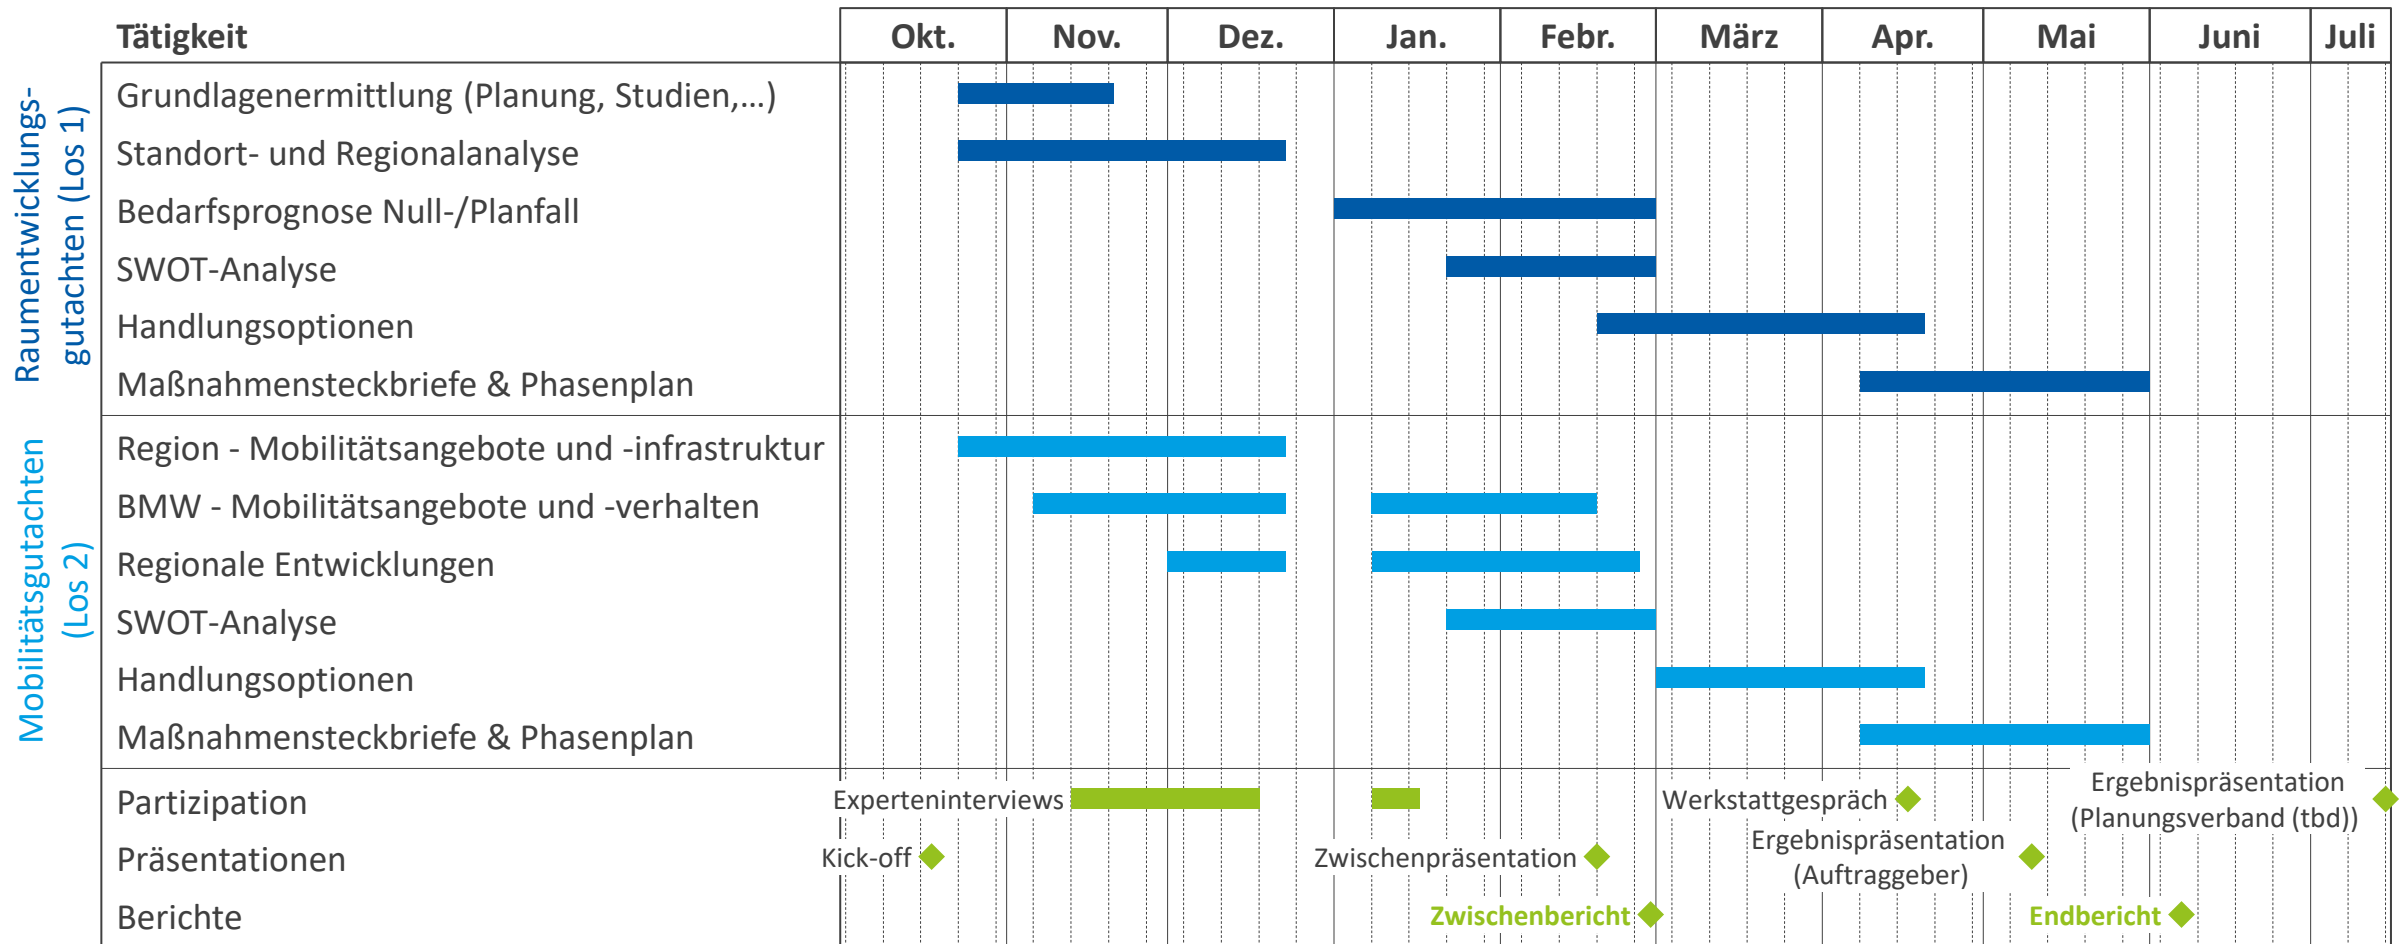 Tätigkeit
Okt.
Nov.
Dez.
Jan.
Febr.
März
Apr.
Mai
Juni
Juli
Raumentwicklungs-
gutachten (Los 1)
Grundlagenermittlung (Planung, Studien,...)
Standort- und Regionalanalyse
Bedarfsprognose Null-/Planfall
SWOT-Analyse
Handlungsoptionen
Maßnahmensteckbriefe & Phasenplan
Mobilitätsgutachten
(Los 2)
Region - Mobilitätsangebote und -infrastruktur
BMW - Mobilitätsangebote und -verhalten
Regionale Entwicklungen
SWOT-Analyse
Handlungsoptionen
Maßnahmensteckbriefe & Phasenplan
Partizipation
Experteninterviews
Werkstattgespräch
Ergebnispräsentation
(Planungsverband (tbd))
Präsentationen
Kick-off
Zwischenpräsentation
Ergebnispräsentation
(Auftraggeber)
Berichte
Zwischenbericht
Endbericht